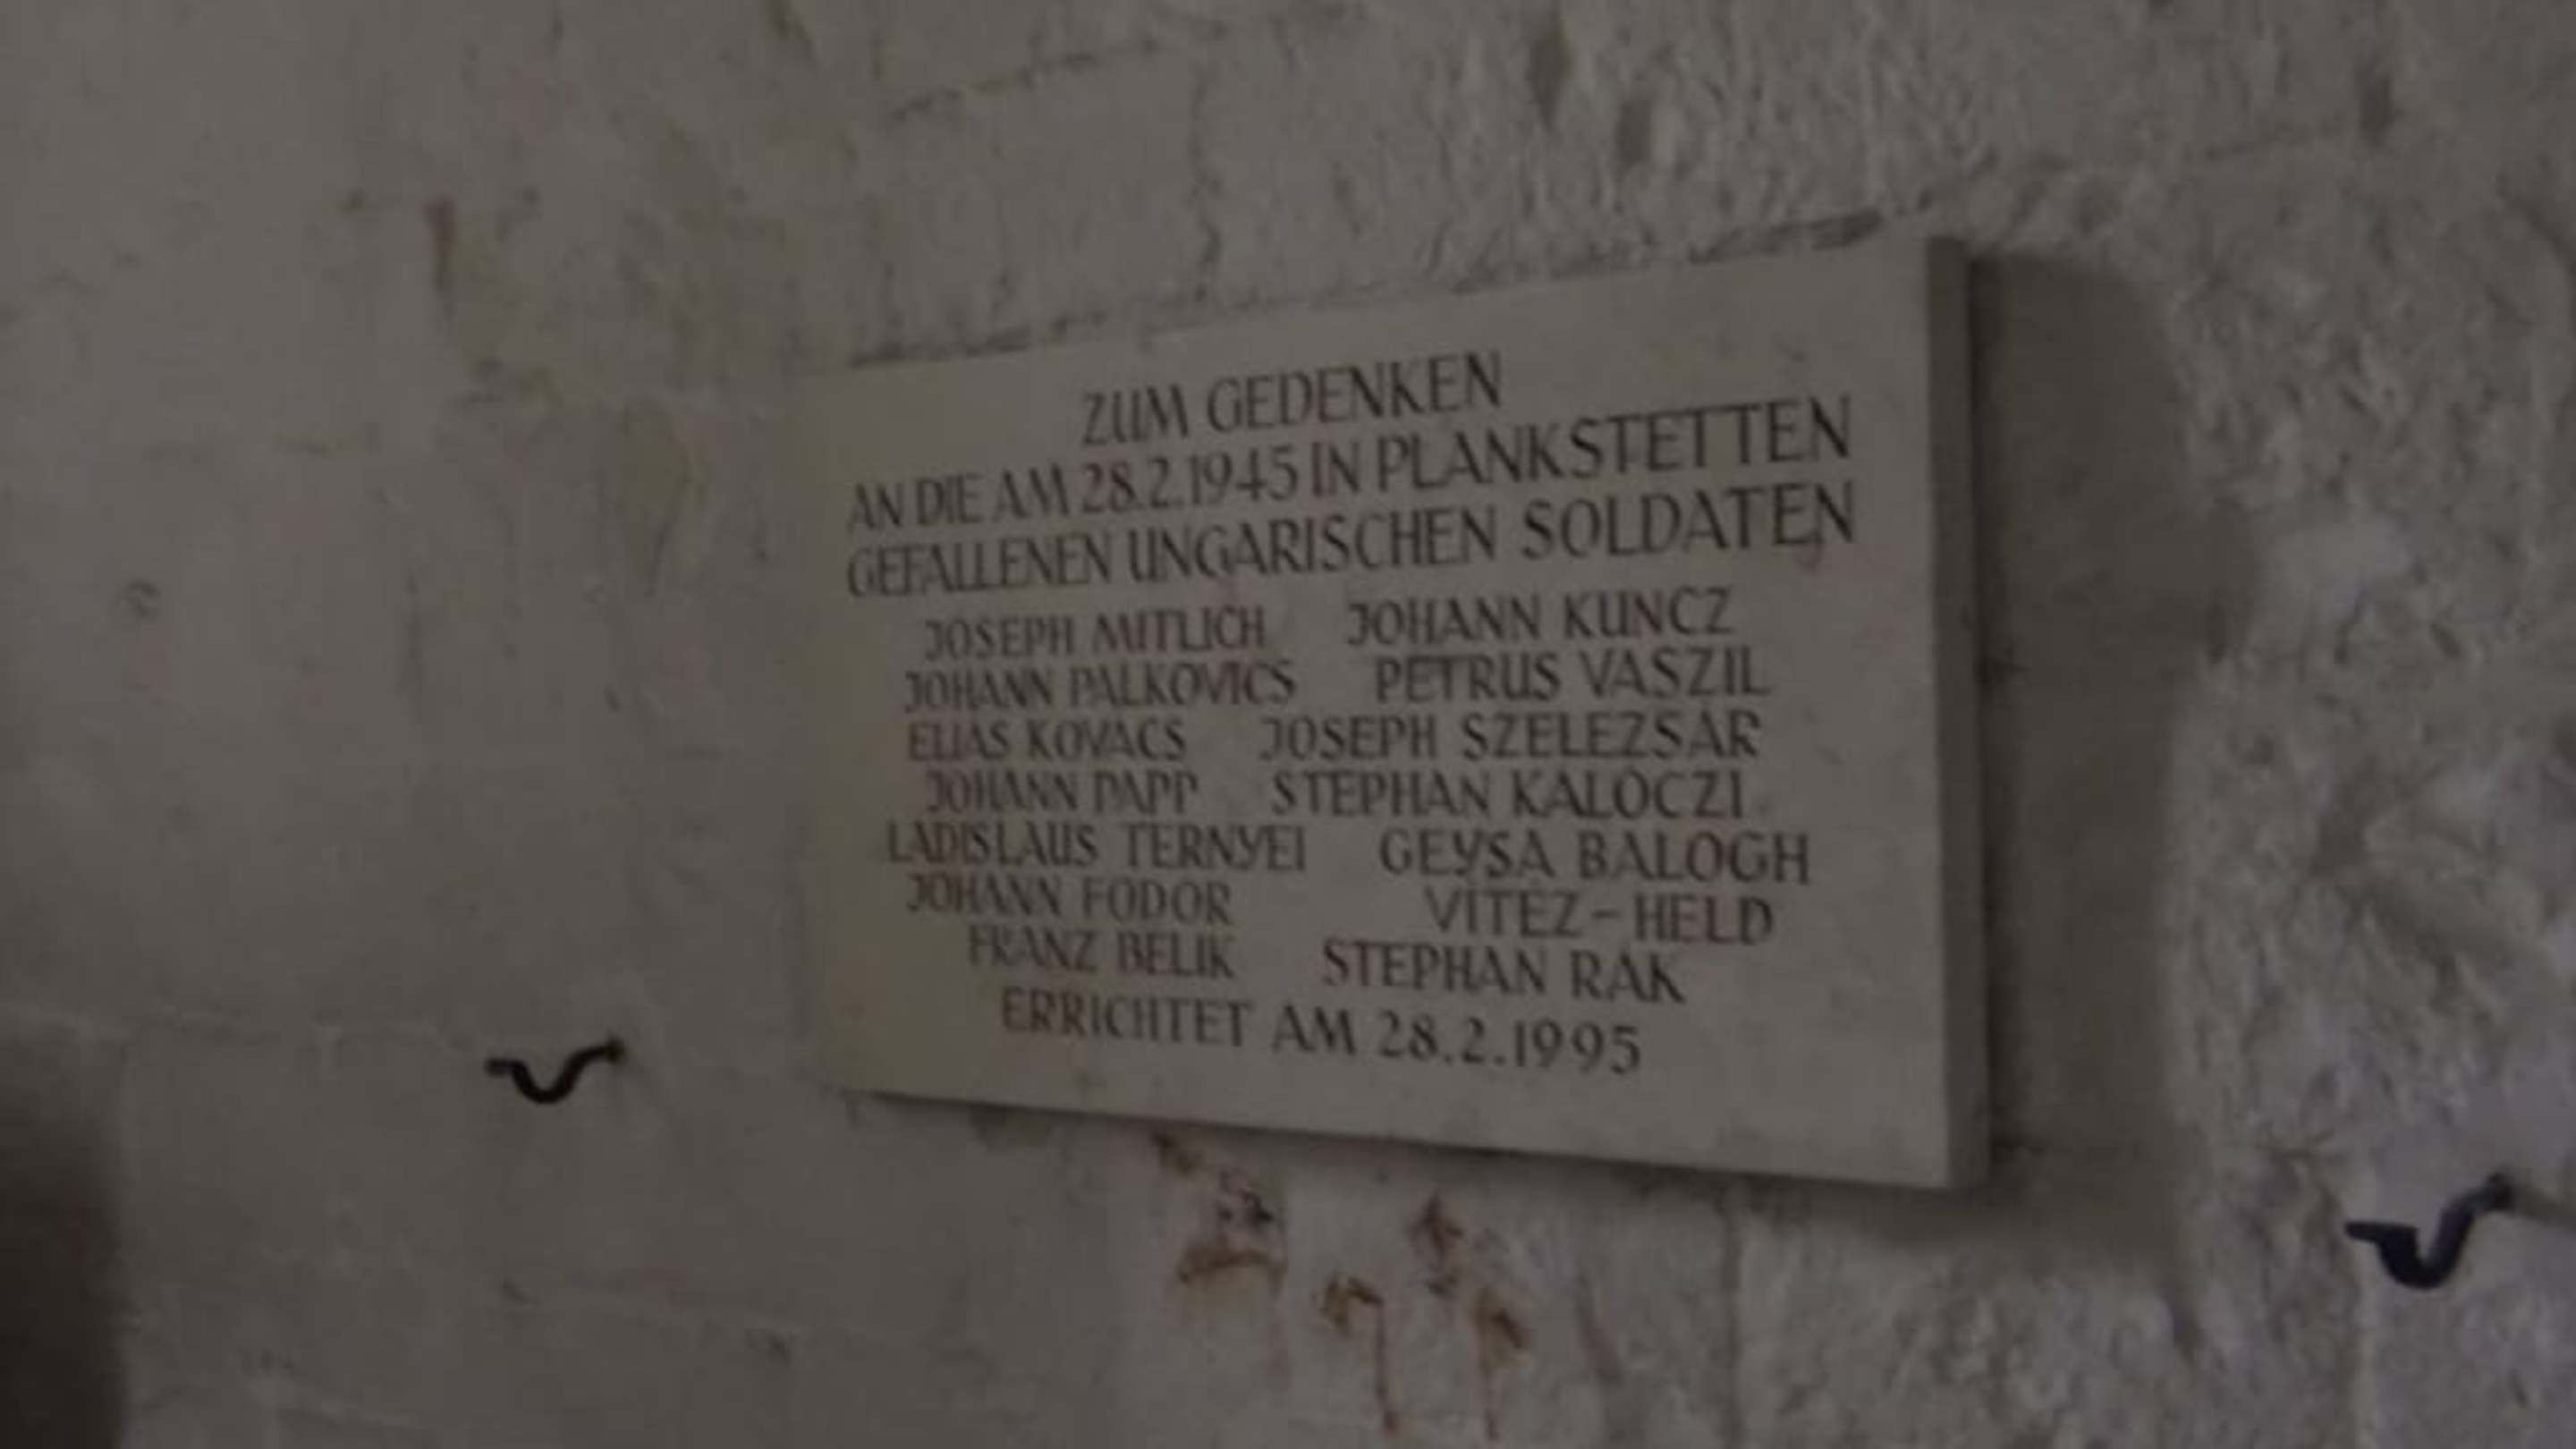 ZUM GEDENKEN
AN DIE AM 28.2.1945 IN PLANKSTETTEN
GEFALLENEN UNGARISCHEN SOLDATEN
JOSEPH MITLICH JOHANN KUNCZ
JOHANN PALKOVICS PETRUS VASZIL
ELIAS KOVACS JOSEPH SZELEZSÁR
JOHANN PAPP STEPHAN KALOCZI
LADISLAUS TERNYEI GEYSA BALOGH
JOHANN FODOR VITÉZ-HELD
FRANZ BELIK STEPHAN RÁK
ERRICHTET AM 28.2.1995